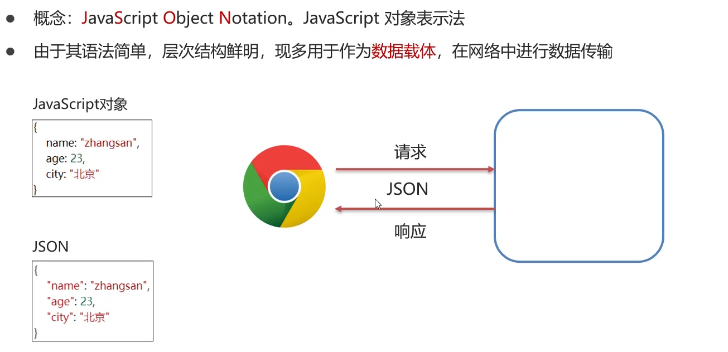 概念：JavaScript Object Notation。JavaScript 对象表示法
由于其语法简单，层次结构鲜明，现多用于作为数据载体，在网络中进行数据传输
JavaScript对象
{
name: "zhangsan",
age: 23,
city: "北京"
}
请求
JSON
响应
JSON
{
"name": "zhangsan",
"age": 23,
"city": "北京"
}